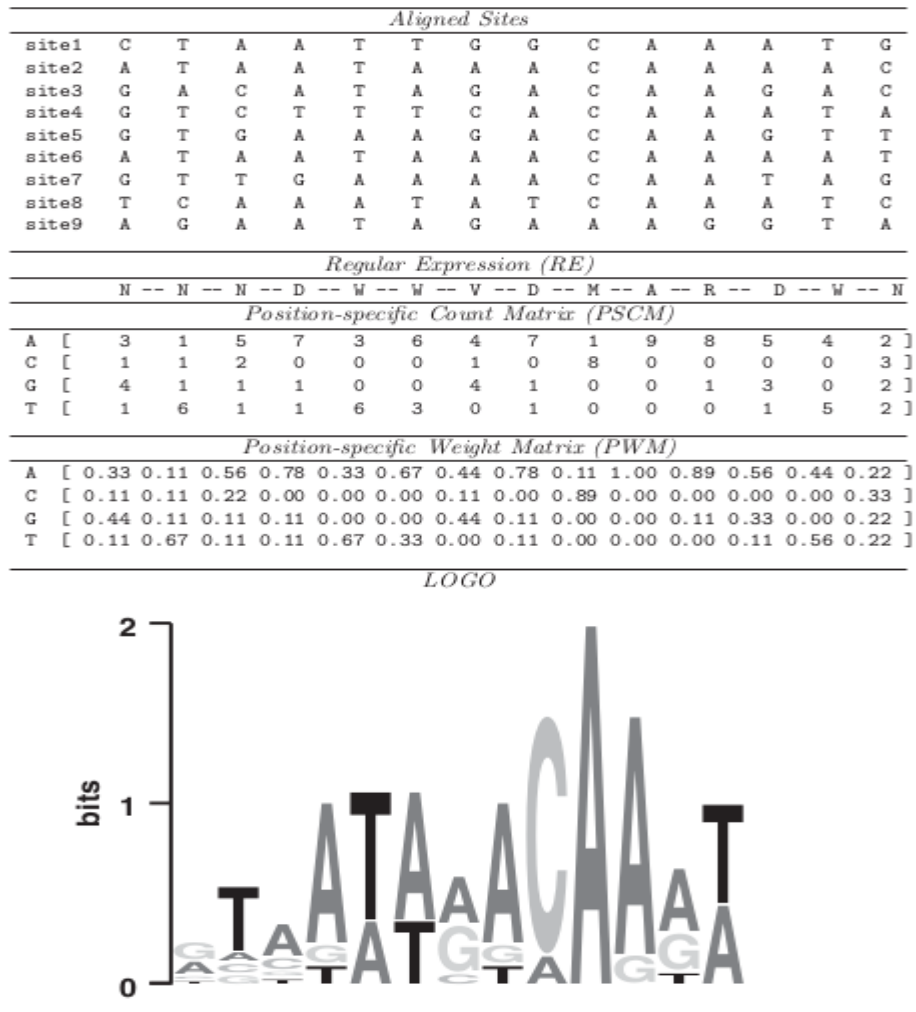 Aligned Sites
site1 C T A A T T G G C A A A T G
site2 A T A A T A A A C A A A A C
site3 G A C A T A G A C A A G A C
site4 G T C T T T C A C A A A T A
site5 G T G A A A G A C A A G T T
site6 A T A A T A A A C A A A A T
site7 G T T G A A A A C A A T A G
site8 T C A A A T A T C A A A T C
site9 A G A A T A G A A A G G T A
Regular Expression (RE)
N -- N -- N -- D -- W -- W -- V -- D -- M -- A -- R -- D -- W -- N
Position-specific Count Matrix (PSCM)
A [ 3 1 5 7 3 6 4 7 1 9 8 5 4 2 ]
C [ 1 1 2 0 0 0 1 0 8 0 0 0 0 3 ]
G [ 4 1 1 1 0 0 4 1 0 0 1 3 0 2 ]
T [ 1 6 1 1 6 3 0 1 0 0 0 1 5 2 ]
Position-specific Weight Matrix (PWM)
A [ 0.33 0.11 0.56 0.78 0.33 0.67 0.44 0.78 0.11 1.00 0.89 0.56 0.44 0.22 ]
C [ 0.11 0.11 0.22 0.00 0.00 0.00 0.11 0.00 0.89 0.00 0.00 0.00 0.00 0.33 ]
G [ 0.44 0.11 0.11 0.11 0.00 0.00 0.44 0.11 0.00 0.00 0.11 0.33 0.00 0.22 ]
T [ 0.11 0.67 0.11 0.11 0.67 0.33 0.00 0.11 0.00 0.00 0.00 0.11 0.56 0.22 ]
LOGO
2
bits
1
0
G T A A T A A A C A A A T
A A C G A T G G A G G A